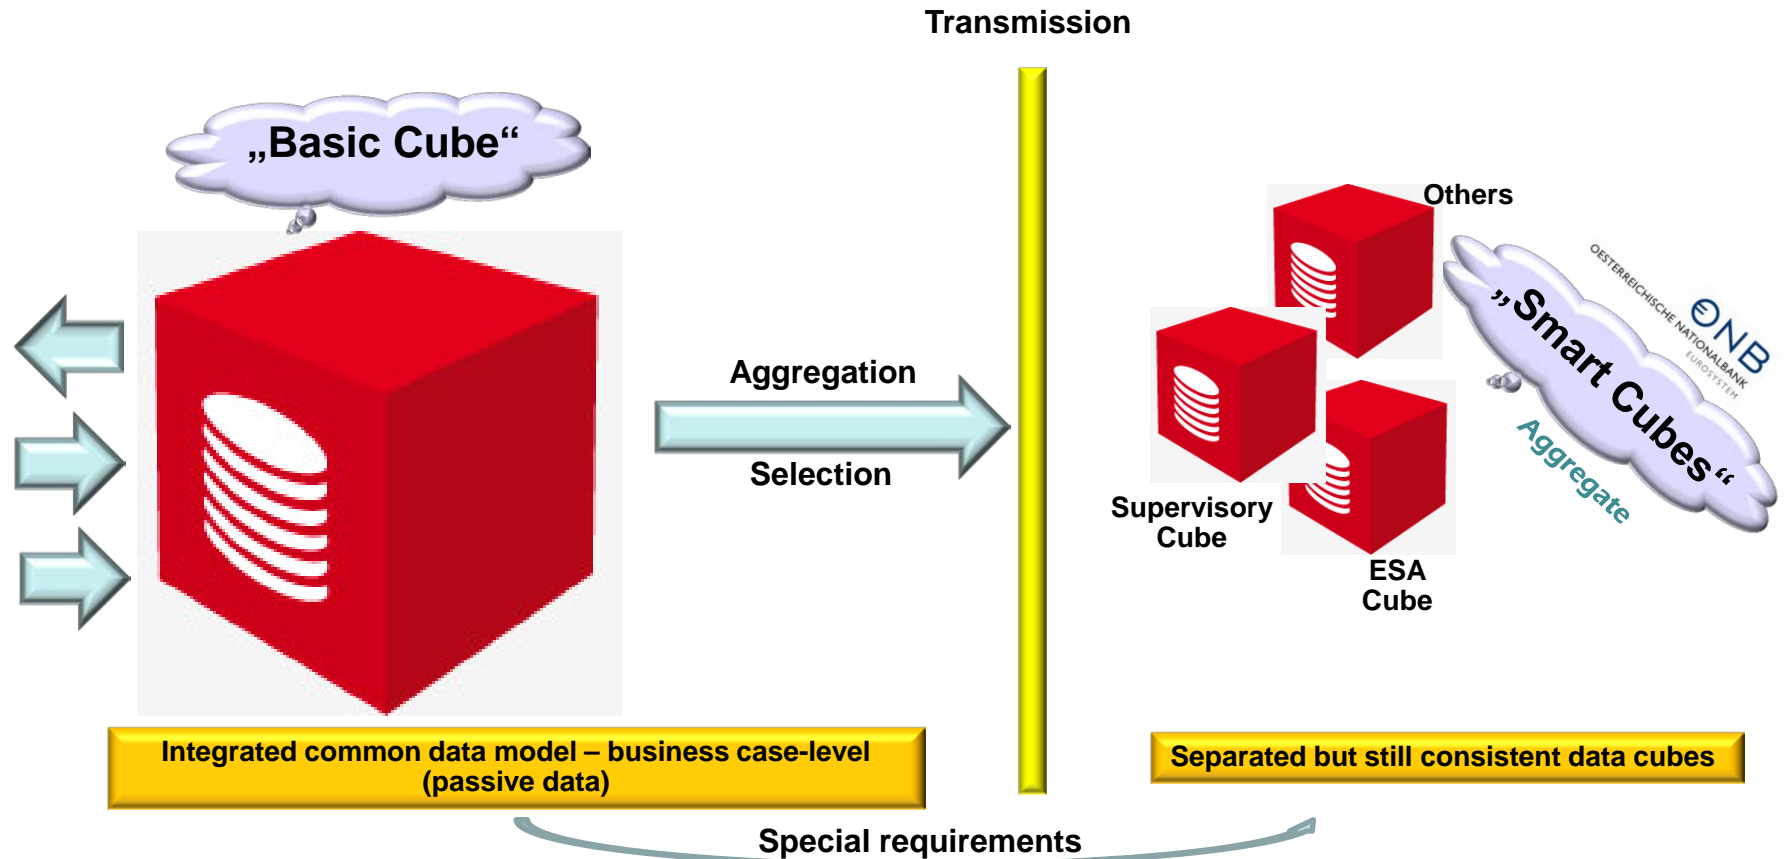 Transmission
„Basic Cube“
Others
OESTERREICHISCHE NATIONALBANK
EUROSYSTEM
€NB
„Smart Cubes“
Aggregate
Aggregation
Selection
Supervisory
Cube
ESA
Cube
Integrated common data model – business case-level
(passive data)
Separated but still consistent data cubes
Special requirements